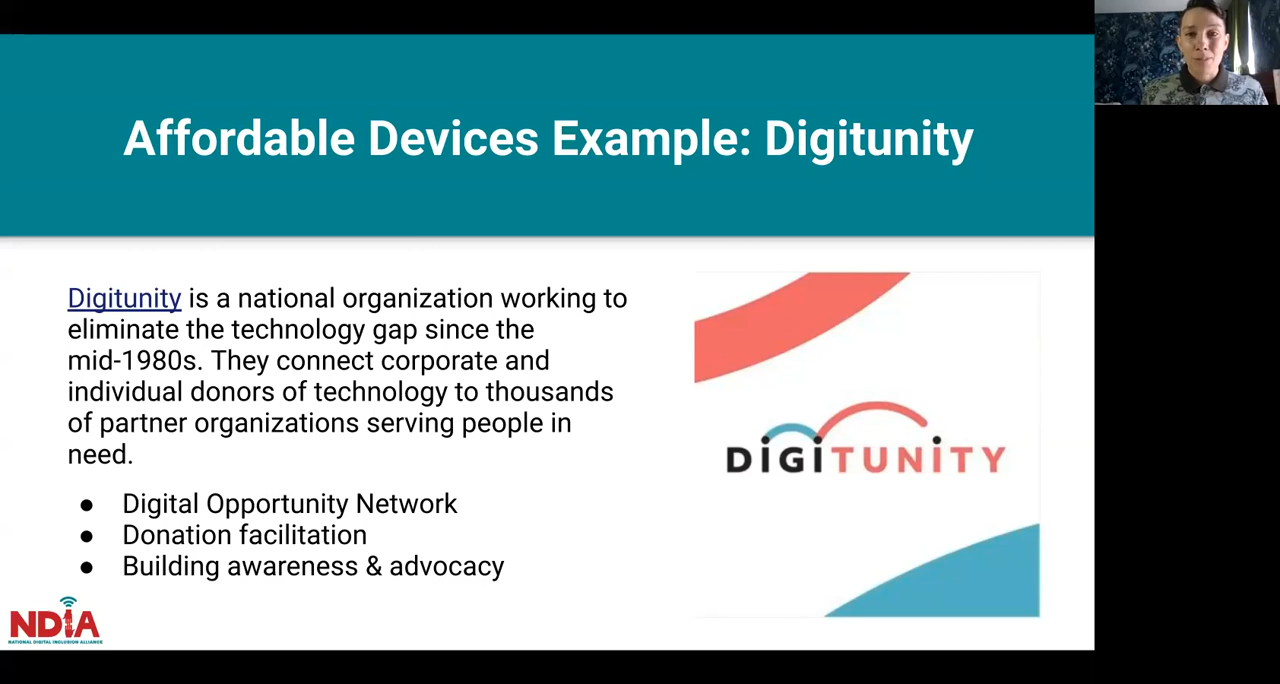 Affordable Devices Example: Digitunity
Digitunity is a national organization working to
eliminate the technology gap since the
mid-1980s. They connect corporate and
individual donors of technology to thousands
of partner organizations serving people in
need.
● Digital Opportunity Network
● Donation facilitation
● Building awareness & advocacy
DiGiTUNiTY
NDiA
NATIONAL DIGITAL INCLUSION ALLIANCE